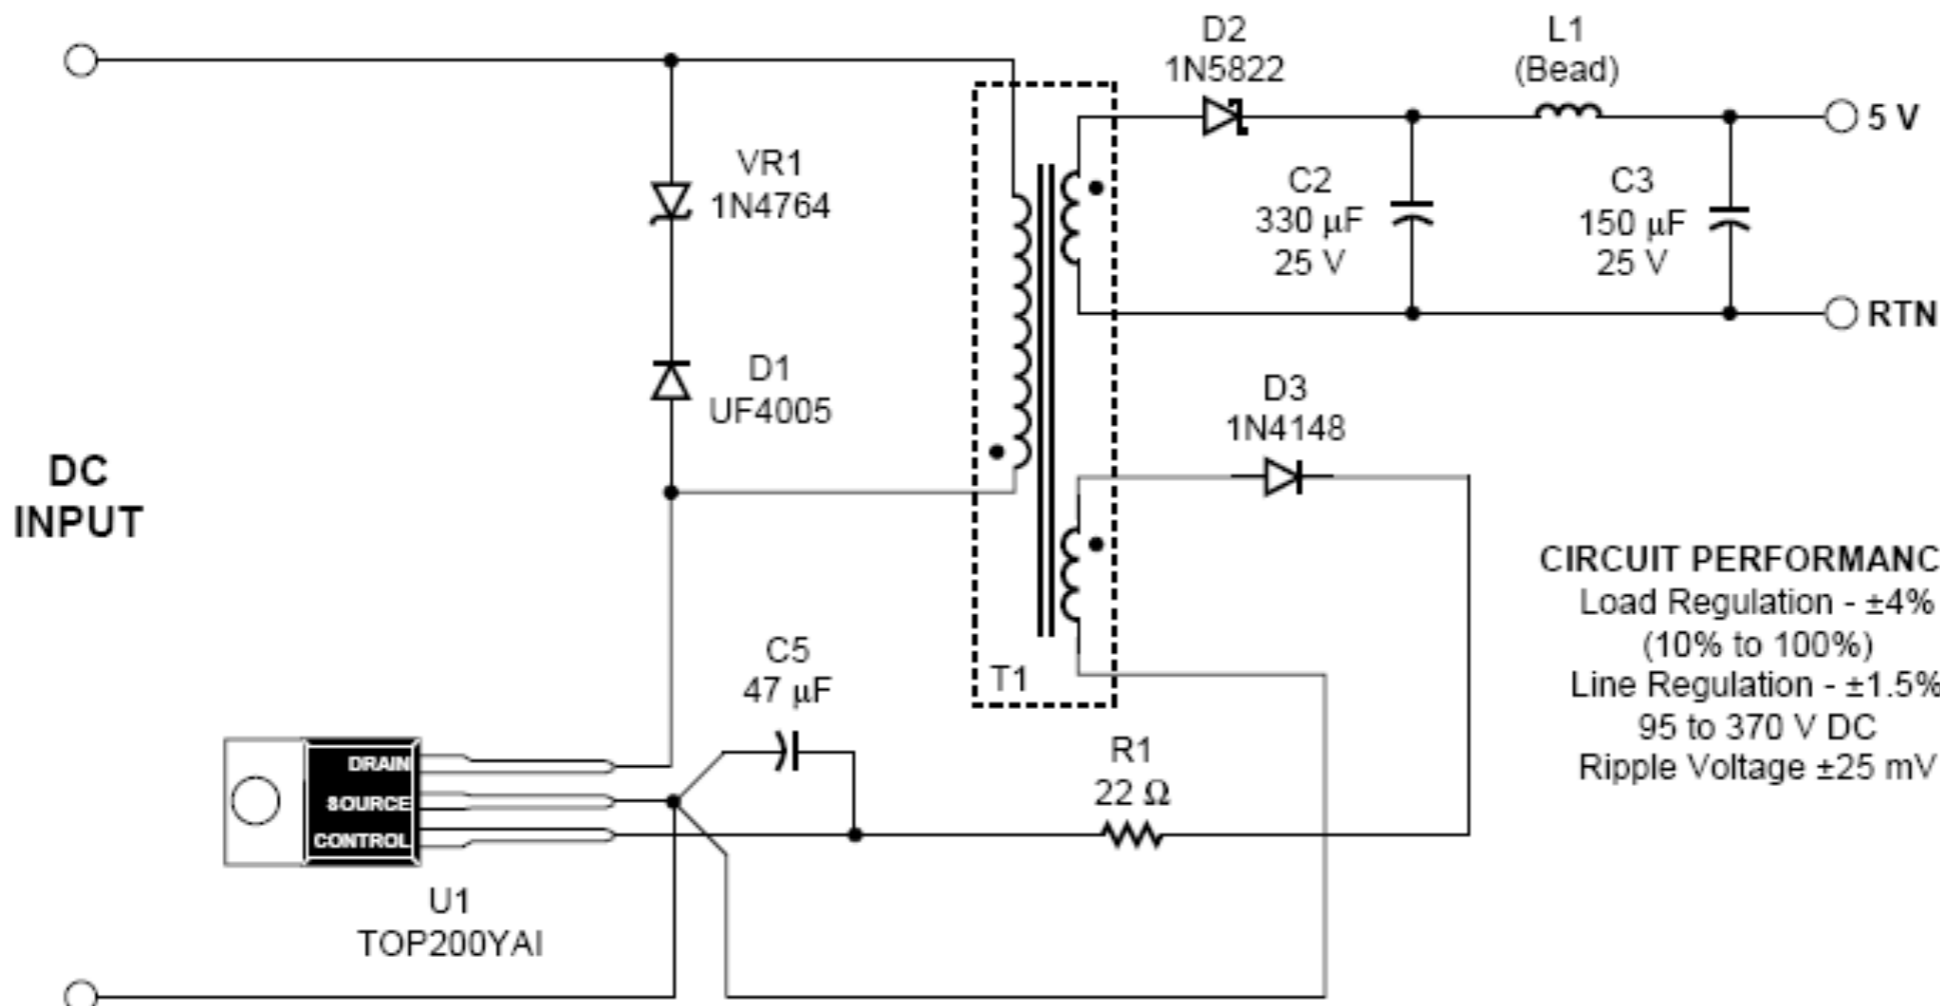 D2
1N5822
L1
(Bead)
5 V
VR1
1N4764
C2
330 μF
25 V
C3
150 μF
25 V
RTN
D1
UF4005
D3
1N4148
DC
INPUT
CIRCUIT PERFORMANC
Load Regulation - ±4%
(10% to 100%)
Line Regulation - ±1.5%
95 to 370 V DC
Ripple Voltage ±25 mV
C5
47 μF
T1
R1
22 Ω
DRAIN
SOURCE
CONTROL
U1
TOP200YAI